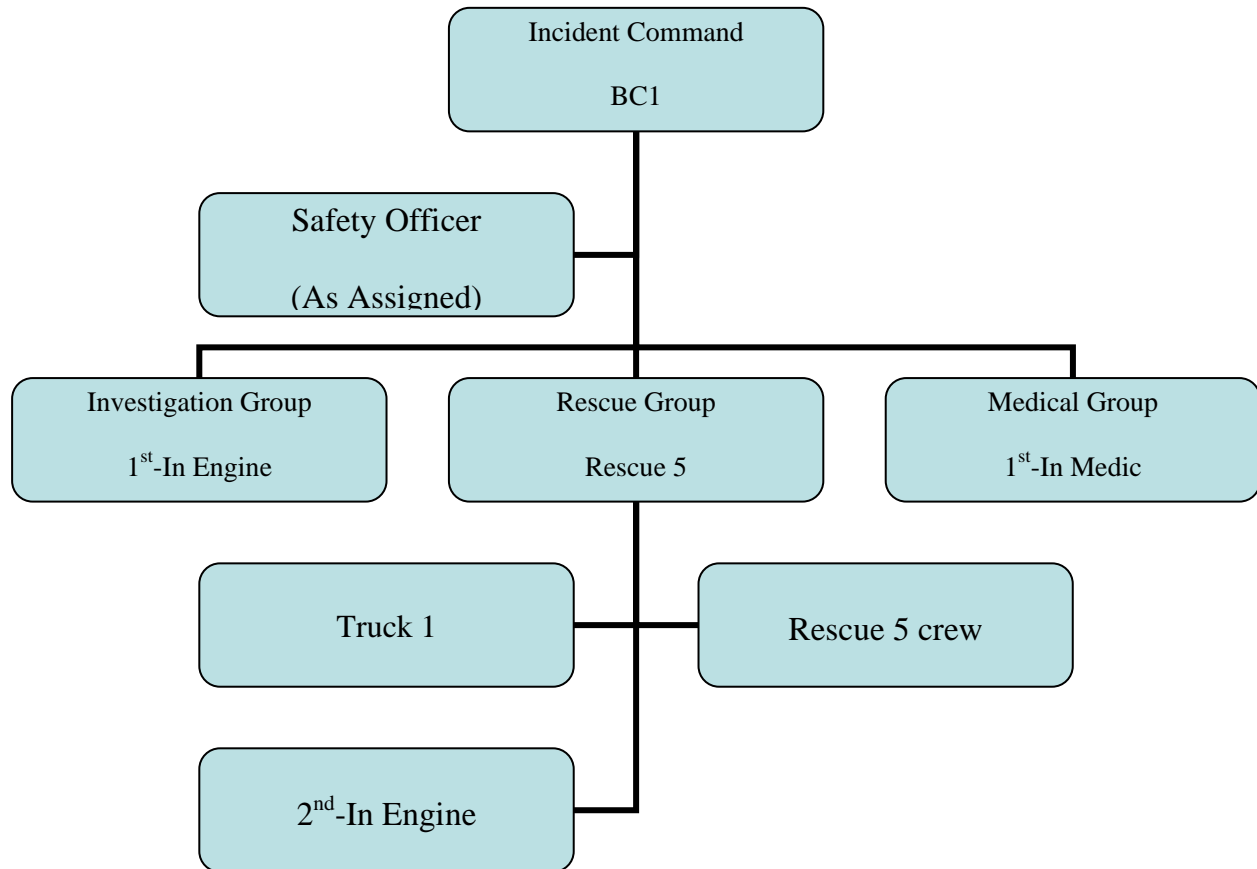 Incident Command
BC1
Safety Officer
(As Assigned)
Investigation Group
1st-In Engine
Rescue Group
Rescue 5
Medical Group
1st-In Medic
Truck 1
Rescue 5 crew
2nd-In Engine